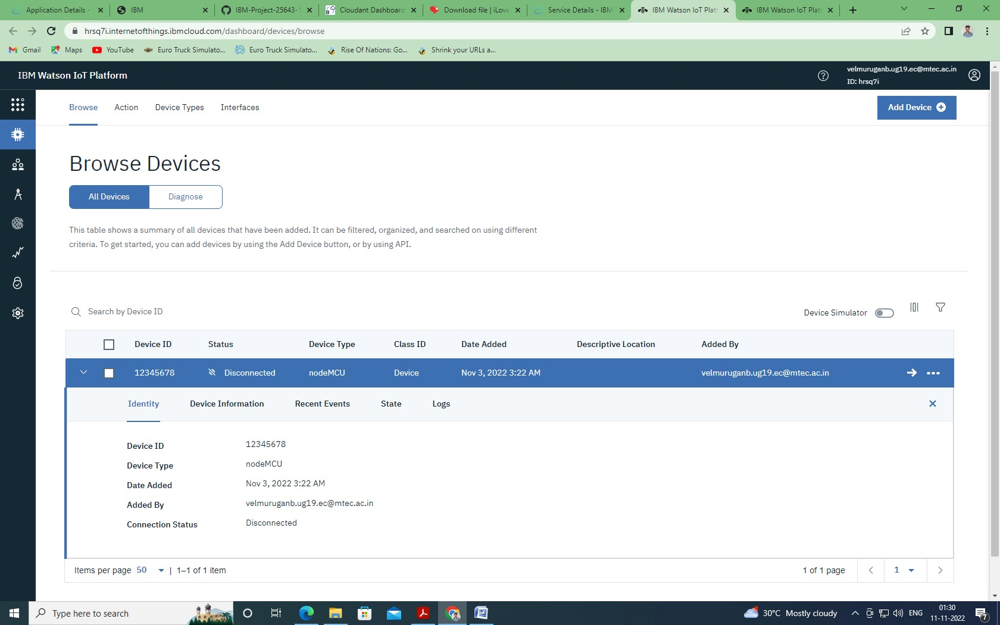 Application Details -
IBM
IBM-Project-25643-1
Cloudant Dashboard
Download file | iLove
Service Details - IBM
IBM Watson IoT Platf
IBM Watson IoT Platf
hrsq7i.internetofthings.ibmcloud.com/dashboard/devices/browse
Gmail
Maps
YouTube
Euro Truck Simulato...
Euro Truck Simulato...
Rise Of Nations: Go...
Shrink your URLs a...
IBM Watson IoT Platform
velmuruganb.ug19.ec@mtec.ac.in
ID: hrsq7i
Browse Action Device Types Interfaces
Add Device
Browse Devices
All Devices Diagnose
This table shows a summary of all devices that have been added. It can be filtered, organized, and searched on using different
criteria. To get started, you can add devices by using the Add Device button, or by using API.
Search by Device ID
Device Simulator
Device ID Status Device Type Class ID Date Added Descriptive Location Added By
12345678 Disconnected nodeMCU Device Nov 3, 2022 3:22 AM velmuruganb.ug19.ec@mtec.ac.in
Identity Device Information Recent Events State Logs
Device ID 12345678
Device Type nodeMCU
Date Added Nov 3, 2022 3:22 AM
Added By velmuruganb.ug19.ec@mtec.ac.in
Connection Status Disconnected
Items per page 50 | 1–1 of 1 item
1 of 1 page 1
Type here to search
30°C Mostly cloudy
ENG
01:30
11-11-2022
7